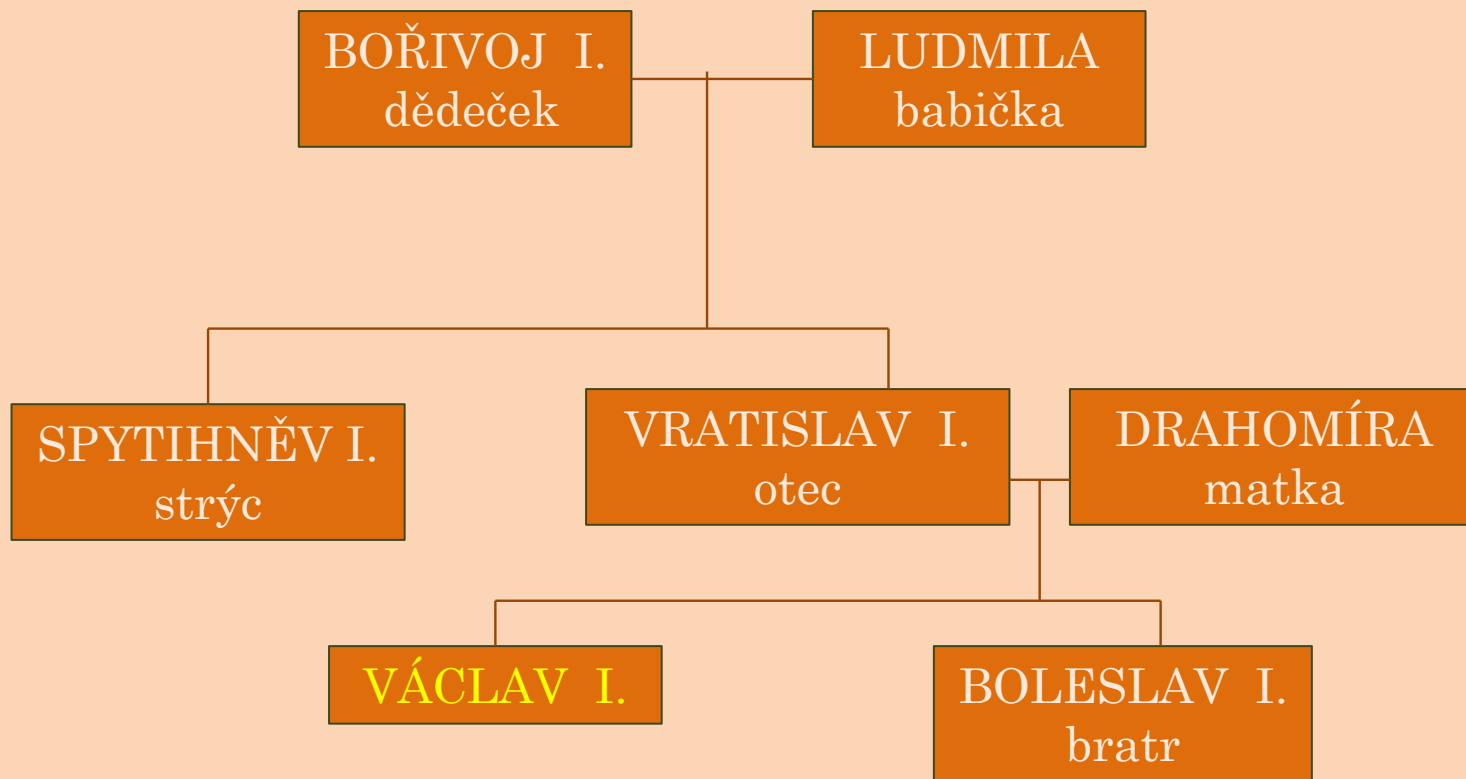 BOŘIVOJ I.
dědeček
LUDMILA
babička
SPYTIHNĚV I.
strýc
VRATISLAV I.
otec
DRAHOMÍRA
matka
VÁCLAV I.
BOLESLAV I.
bratr